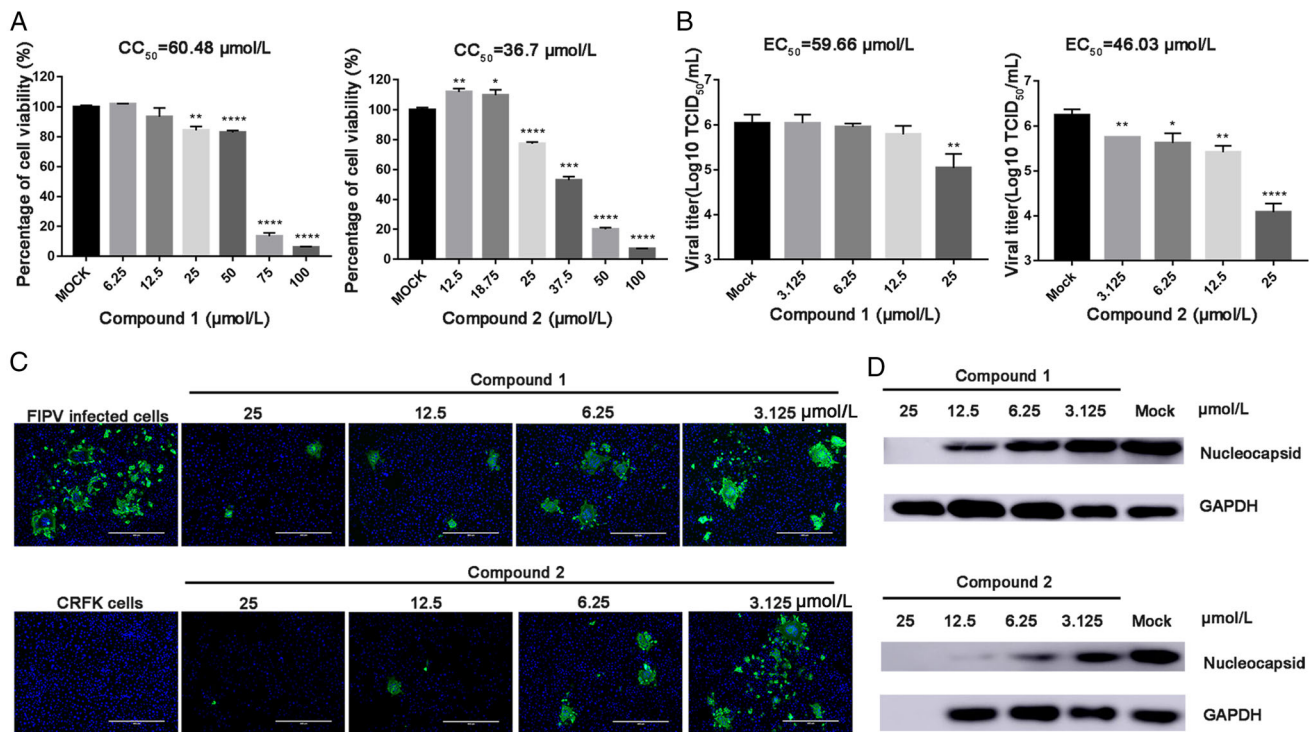 A
CC50=60.48 µmol/L
Percentage of cell viability (%)
120
100
80
60
40
20
0
**
****
****
****
MOCK
6.25
12.5
25
50
75
100
Compound 1 (µmol/L)
CC50=36.7 µmol/L
Percentage of cell viability (%)
120
100
80
60
40
20
0
**
*
****
***
****
****
MOCK
12.5
18.75
25
37.5
50
100
Compound 2 (µmol/L)
B
EC50=59.66 µmol/L
Viral titer(Log10 TCID50/mL)
7
6
5
4
3
**
Mock
3.125
6.25
12.5
25
Compound 1 (µmol/L)
EC50=46.03 µmol/L
Viral titer(Log10 TCID50/mL)
7
6
5
4
3
**
*
**
****
Mock
3.125
6.25
12.5
25
Compound 2 (µmol/L)
C
Compound 1
FIPV infected cells 25 12.5 6.25 3.125 µmol/L
Compound 2
CRFK cells 25 12.5 6.25 3.125 µmol/L
D
Compound 1
25 12.5 6.25 3.125 Mock µmol/L
Nucleocapsid
GAPDH
Compound 2
25 12.5 6.25 3.125 Mock µmol/L
Nucleocapsid
GAPDH